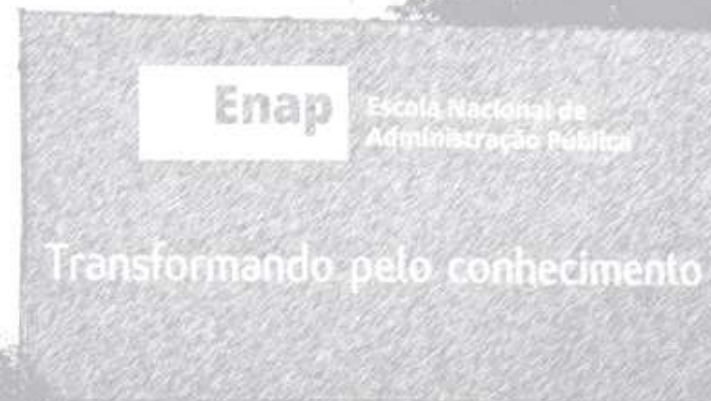 Enap
Escola Nacional de
Administração Pública
Transformando pelo conhecimento